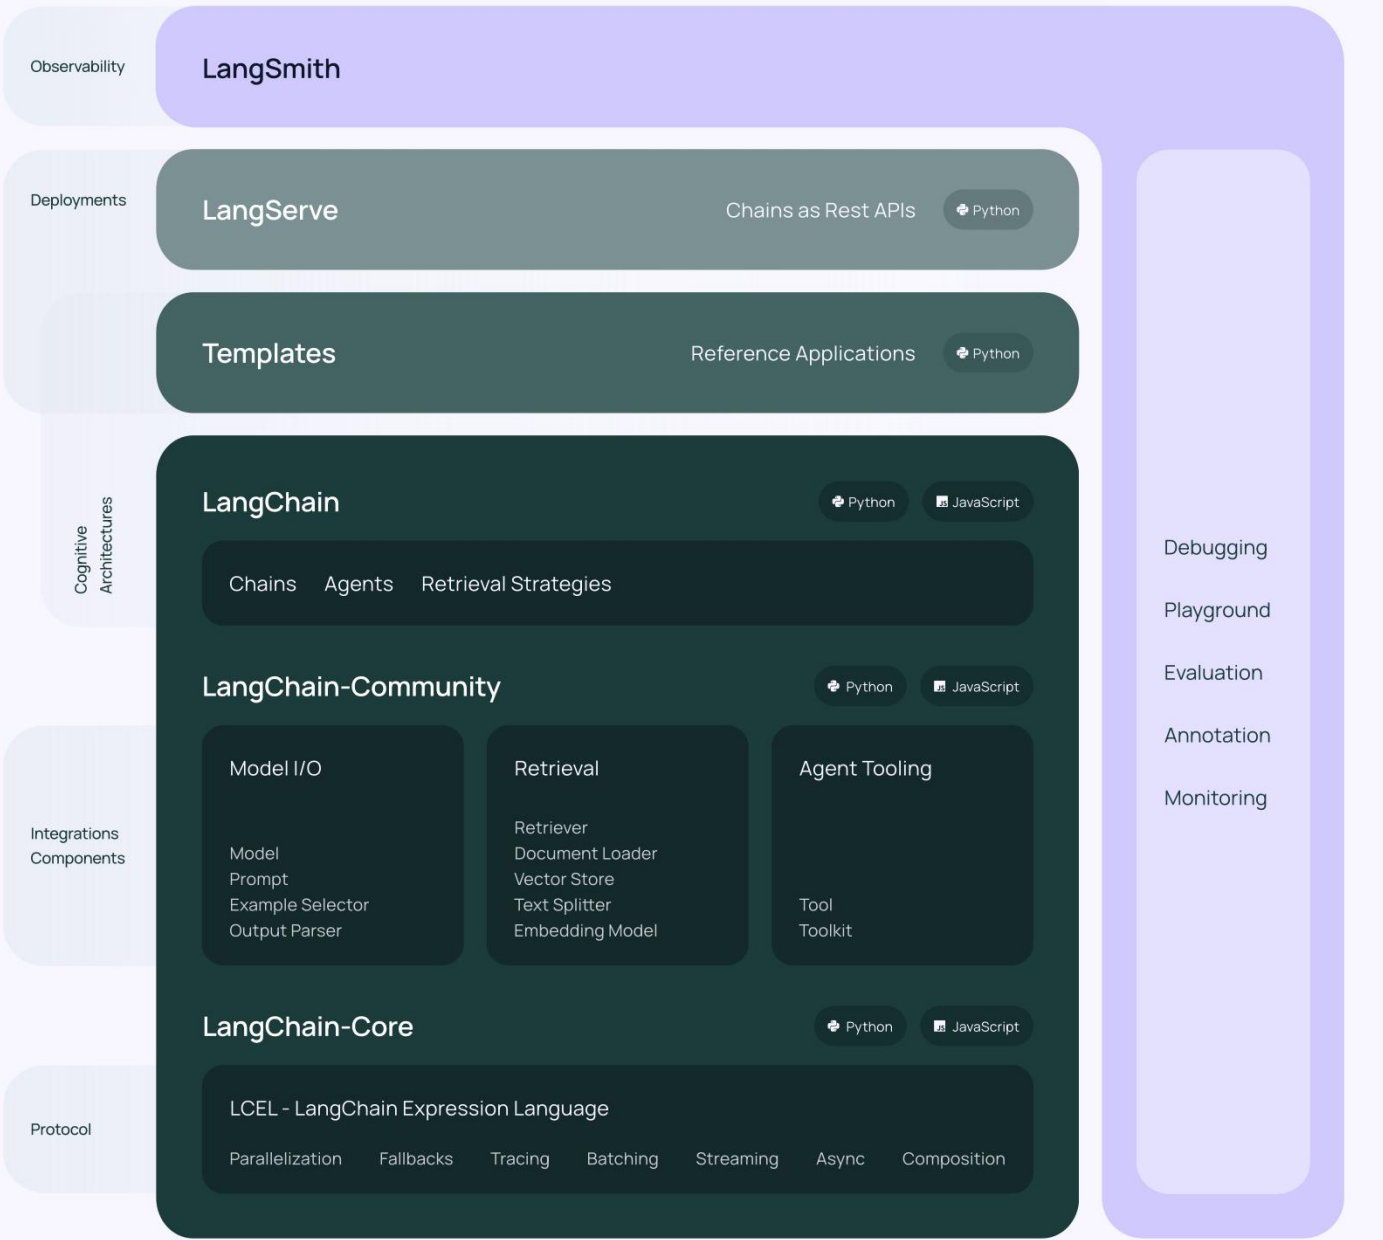 Observability
LangSmith
Deployments
LangServe
Chains as Rest APIs
Python
Templates
Reference Applications
Python
Cognitive
Architectures
LangChain
Python
JavaScript
Chains
Agents
Retrieval Strategies
LangChain-Community
Python
JavaScript
Integrations
Components
Model I/O
Model
Prompt
Example Selector
Output Parser
Retrieval
Retriever
Document Loader
Vector Store
Text Splitter
Embedding Model
Agent Tooling
Tool
Toolkit
LangChain-Core
Python
JavaScript
Protocol
LCEL - LangChain Expression Language
Parallelization
Fallbacks
Tracing
Batching
Streaming
Async
Composition
Debugging
Playground
Evaluation
Annotation
Monitoring